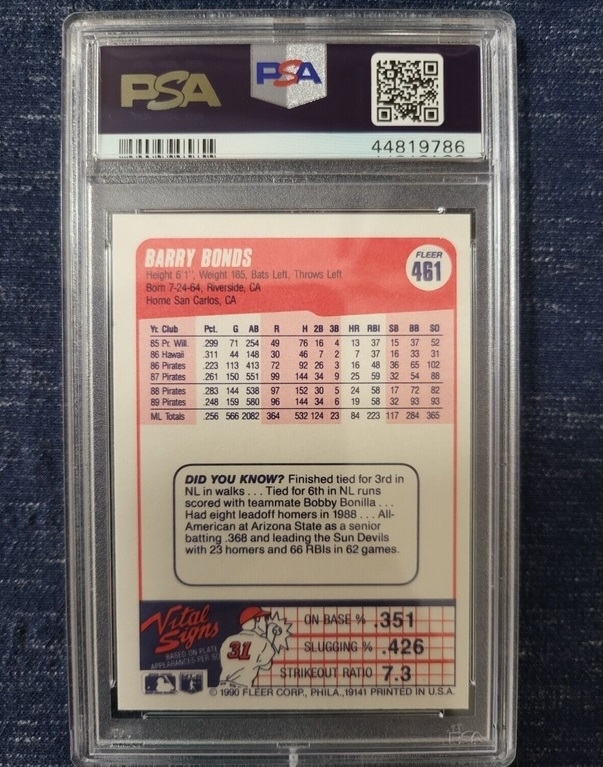 PSA PSA
44819786
BARRY BONDS
FLEER
461
Height 6'1", Weight 185, Bats Left, Throws Left
Born 7-24-64, Riverside, CA
Home San Carlos, CA
Yr. Club Pct. G AB R H 2B 3B HR RBI SB BB SO
85 Pr. Will. .299 71 254 49 76 16 4 13 37 15 37 52
86 Hawaii .311 44 148 30 46 7 2 7 37 16 33 31
86 Pirates .223 113 413 72 92 26 3 16 48 36 65 102
87 Pirates .261 150 551 99 144 34 9 25 59 32 54 88
88 Pirates .283 144 538 97 152 30 5 24 58 17 72 82
89 Pirates .248 159 580 96 144 34 6 19 58 32 93 93
ML Totals .256 566 2082 364 532 124 23 84 223 117 284 365
DID YOU KNOW? Finished tied for 3rd in
NL in walks . . . Tied for 6th in NL runs
scored with teammate Bobby Bonilla . . .
Had eight leadoff homers in 1988 . . . All-
American at Arizona State as a senior
batting .368 and leading the Sun Devils
with 23 homers and 66 RBIs in 62 games.
Vital
Signs
BASED ON PLATE
APPEARANCES PER
31
ON BASE % .351
SLUGGING % .426
STRIKEOUT RATIO 7.3
© 1990 FLEER CORP., PHILA., 19141 PRINTED IN U.S.A.
PSA